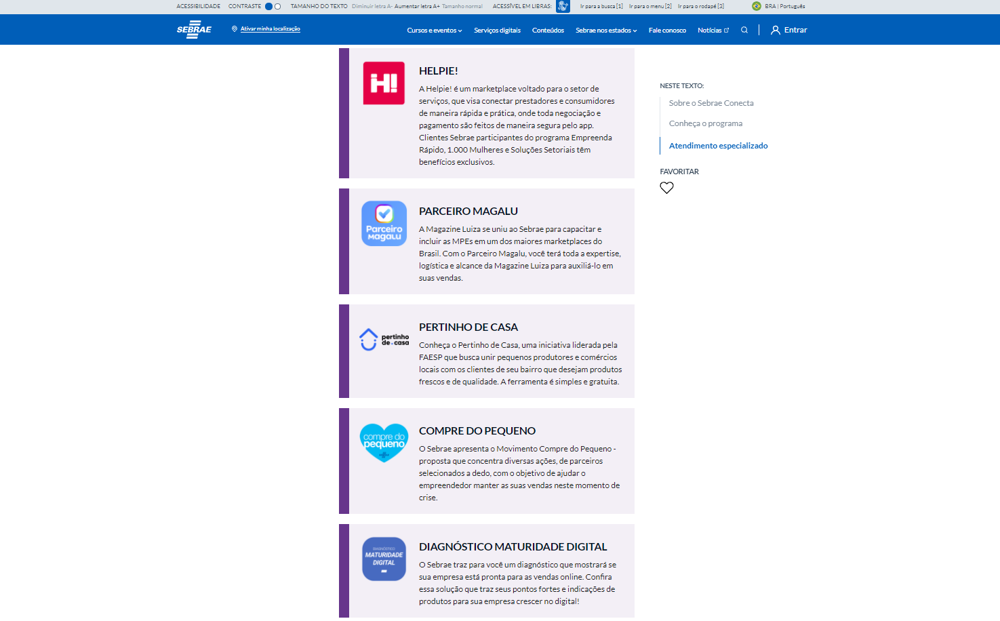 ACESSIBILIDADE CONTRASTE TAMANHO DO TEXTO Diminuir letra A- Aumentar letra A+ Tamanho normal ACESSÍVEL EM LIBRAS: Ir para a busca [1] Ir para o menu [2] Ir para o rodapé [3] BRA | Português
SEBRAE Ativar minha localização Cursos e eventos Serviços digitais Conteúdos Sebrae nos estados Fale conosco Notícias Entrar
H!
HELPIE!
A Helpie! é um marketplace voltado para o setor de
serviços, que visa conectar prestadores e consumidores
de maneira rápida e prática, onde toda negociação e
pagamento são feitos de maneira segura pelo app.
Clientes Sebrae participantes do programa Empreenda
Rápido, 1.000 Mulheres e Soluções Setoriais têm
benefícios exclusivos.
NESTE TEXTO:
Sobre o Sebrae Conecta
Conheça o programa
Atendimento especializado
FAVORITAR
Parceiro
Magalu
PARCEIRO MAGALU
A Magazine Luiza se uniu ao Sebrae para capacitar e
incluir as MPEs em um dos maiores marketplaces do
Brasil. Com o Parceiro Magalu, você terá toda a expertise,
logística e alcance da Magazine Luiza para auxiliá-lo em
suas vendas.
pertinho
de.casa
PERTINHO DE CASA
Conheça o Pertinho de Casa, uma iniciativa liderada pela
FAESP que busca unir pequenos produtores e comércios
locais com os clientes de seu bairro que desejam produtos
frescos e de qualidade. A ferramenta é simples e gratuita.
compre do
pequeno
COMPRE DO PEQUENO
O Sebrae apresenta o Movimento Compre do Pequeno -
proposta que concentra diversas ações, de parceiros
selecionados a dedo, com o objetivo de ajudar o
empreendedor manter as suas vendas neste momento de
crise.
DIAGNÓSTICO
MATURIDADE
DIGITAL
DIAGNÓSTICO MATURIDADE DIGITAL
O Sebrae traz para você um diagnóstico que mostrará se
sua empresa está pronta para as vendas online. Confira
essa solução que traz seus pontos fortes e indicações de
produtos para sua empresa crescer no digital!